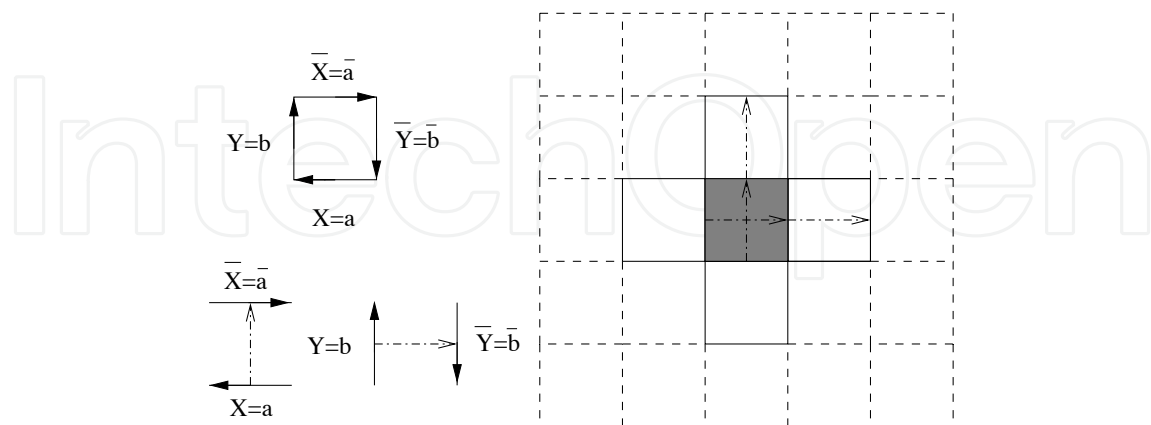 X̅=a̅
Y=b
Y̅=b̅
X=a
X̅=a̅
Y=b
Y̅=b̅
X=a
IntechOpen